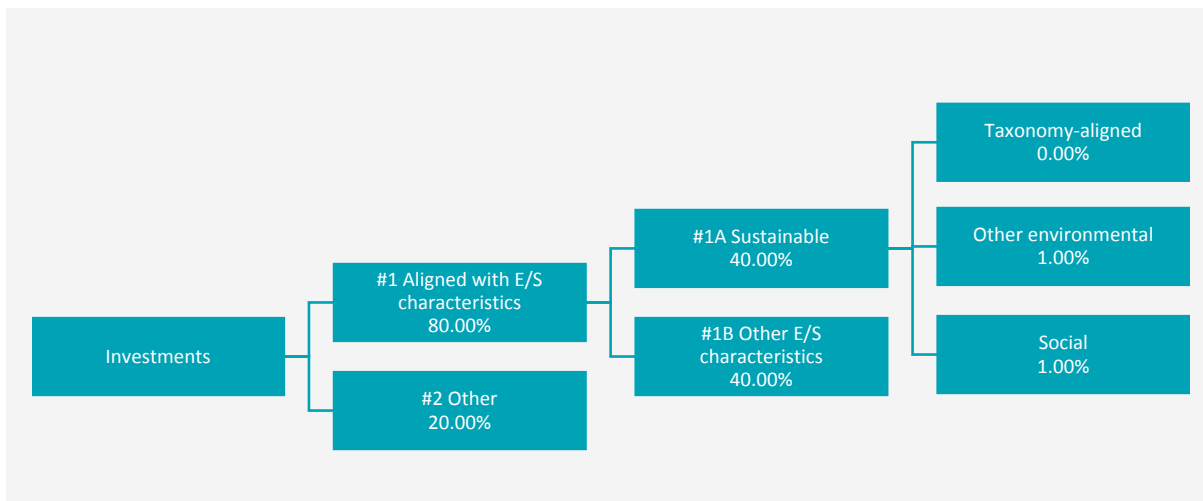 Investments
#1 Aligned with E/S
characteristics
80.00%
#2 Other
20.00%
#1A Sustainable
40.00%
#1B Other E/S
characteristics
40.00%
Taxonomy-aligned
0.00%
Other environmental
1.00%
Social
1.00%